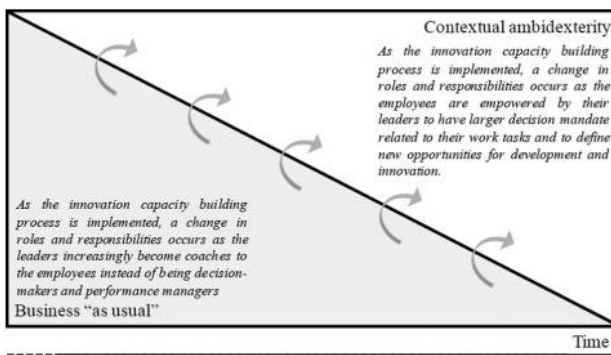 Contextual ambidexterity
As the innovation capacity building
process is implemented, a change in
roles and responsibilities occurs as the
employees are empowered by their
leaders to have larger decision mandate
related to their work tasks and to define
new opportunities for development and
innovation.
As the innovation capacity building
process is implemented, a change in
roles and responsibilities occurs as the
leaders increasingly become coaches to
the employees instead of being decision-
makers and performance managers
Business “as usual”
Time